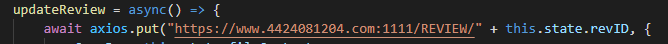 updateReview = async() => {
await axios.put("https://www.4424081204.com:1111/REVIEW/" + this.state.revID, {